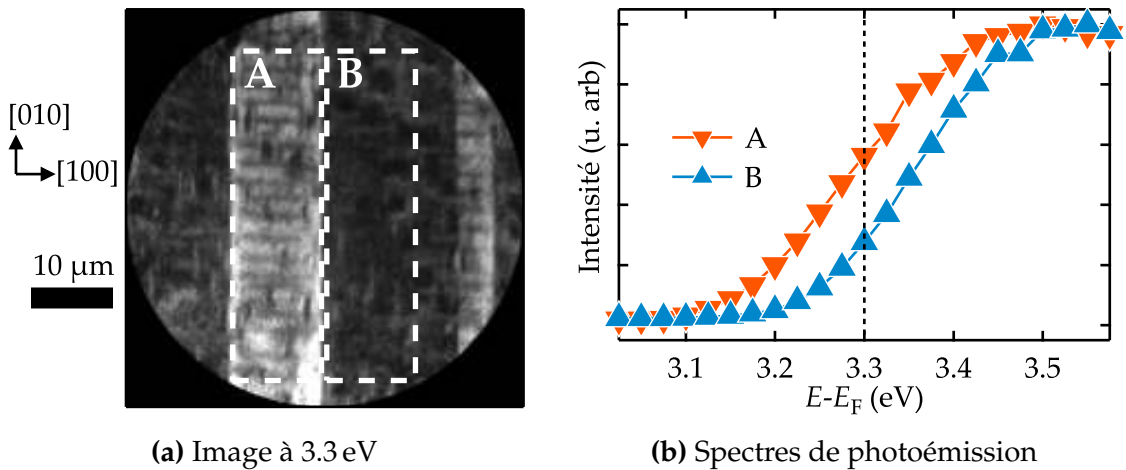 A
B
[010]
[100]
10 µm
(a) Image à 3.3 eV
(b)
Intensité (u. arb)
A
B
3.1
3.2
3.3
3.4
3.5
E-EF (eV)
(b) Spectres de photoémission